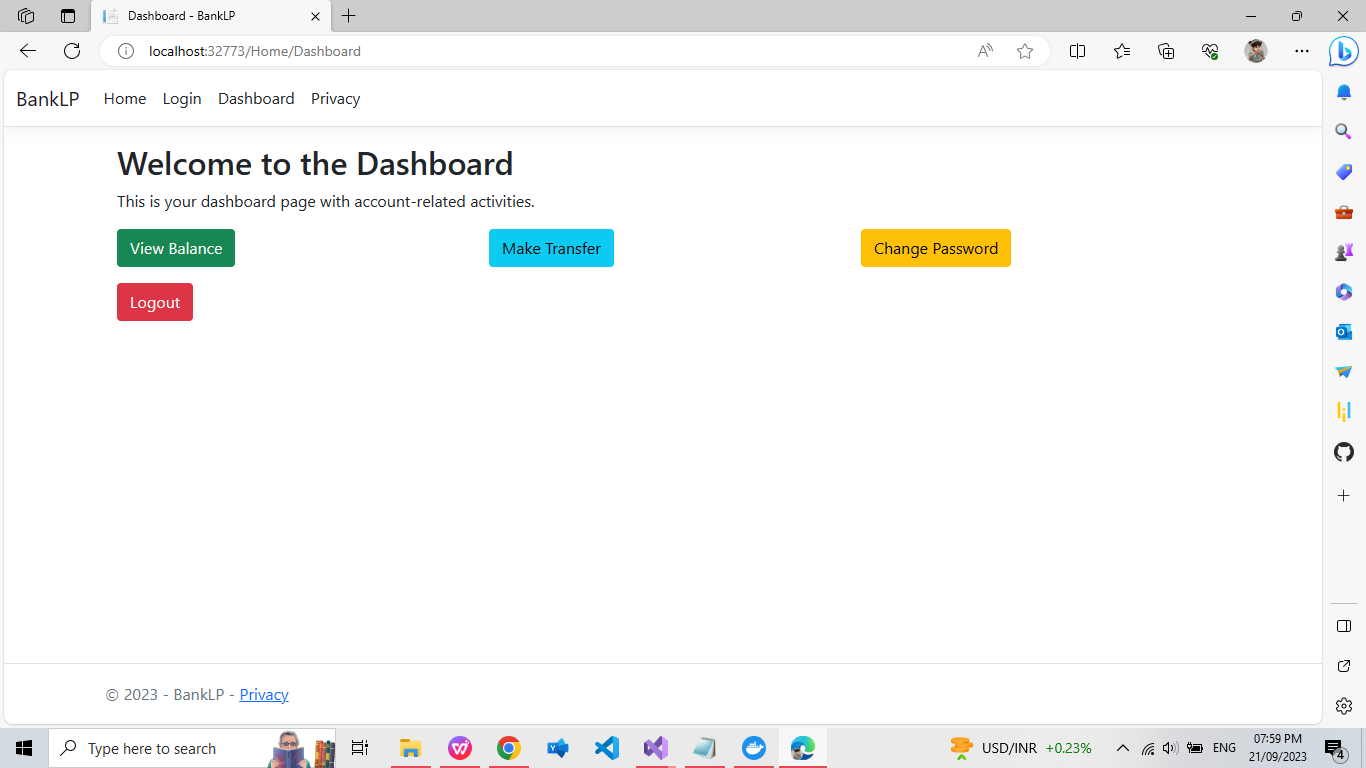 Dashboard - BankLP
localhost:32773/Home/Dashboard
BankLP Home Login Dashboard Privacy
Welcome to the Dashboard
This is your dashboard page with account-related activities.
View Balance Make Transfer Change Password
Logout
© 2023 - BankLP - Privacy
Type here to search
USD/INR +0.23%
ENG
07:59 PM
21/09/2023
4